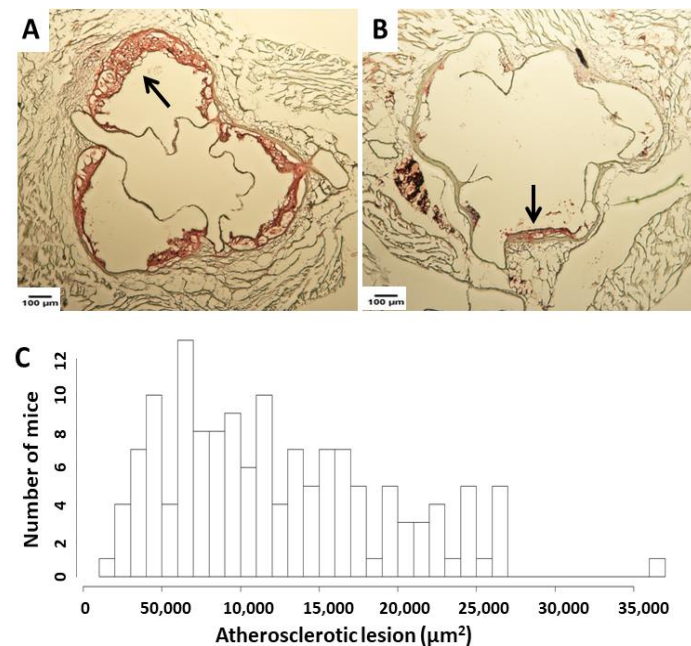 A
B
100 µm
100 µm
C
Number of mice
12
10
8
6
4
2
0
0 50,000 10,000 15,000 20,000 25,000 30,000 35,000
Atherosclerotic lesion (µm²)